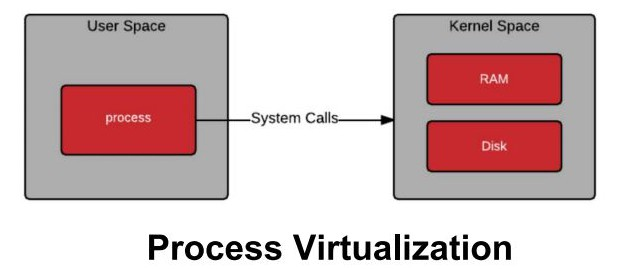 User Space
Kernel Space
RAM
process
System Calls
Disk
Process Virtualization